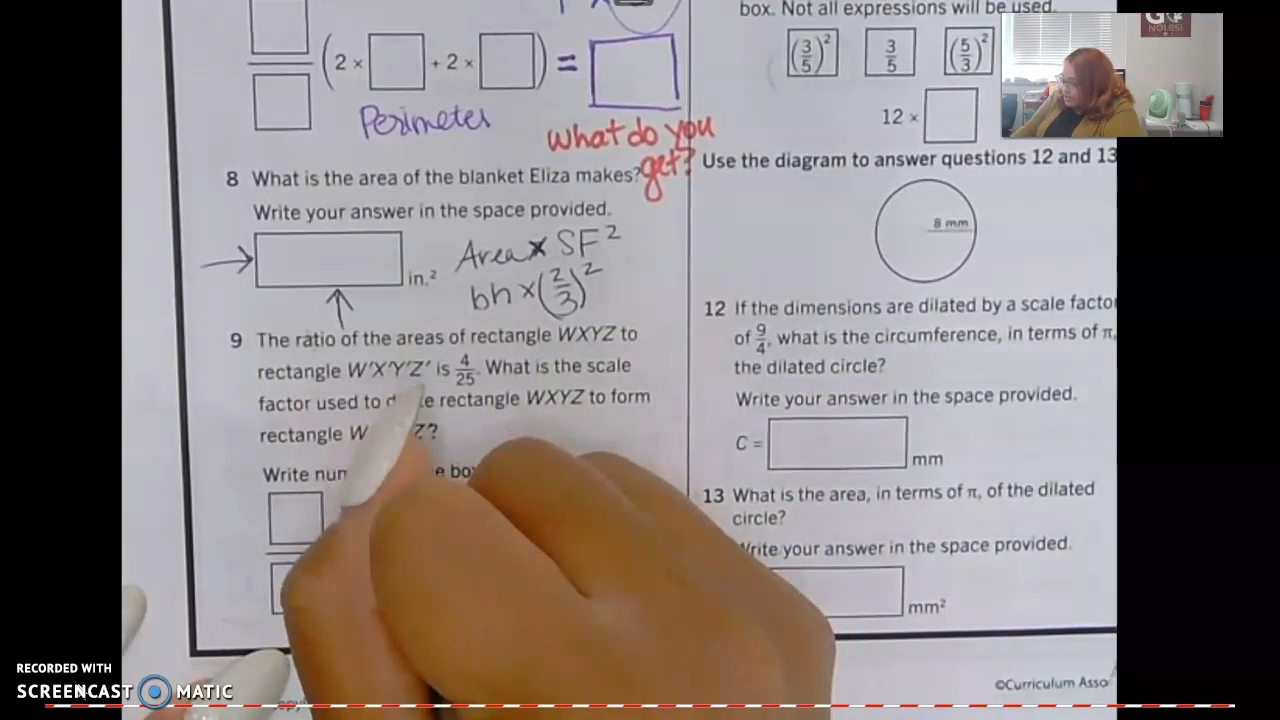 (2 × + 2 × ) =
Perimeter
What do you
get?
8 What is the area of the blanket Eliza makes?
Write your answer in the space provided.
in.²
Area × SF²
bh × (2/3)²
9 The ratio of the areas of rectangle WXYZ to
rectangle W′X′Y′Z′ is 4/25. What is the scale
factor used to rectangle WXYZ to form
rectangle W Z?
Write
box. Not all expressions will be used.
(3/5)² 3/5 (5/3)²
12 ×
Use the diagram to answer questions 12 and 13
8 mm
12 If the dimensions are dilated by a scale facto
of 9/4, what is the circumference, in terms of π,
the dilated circle?
Write your answer in the space provided.
C = mm
13 What is the area, in terms of π, of the dilated
circle?
Write your answer in the space provided.
mm²
©Curriculum Asso
NOLES!
RECORDED WITH
SCREENCAST MATIC